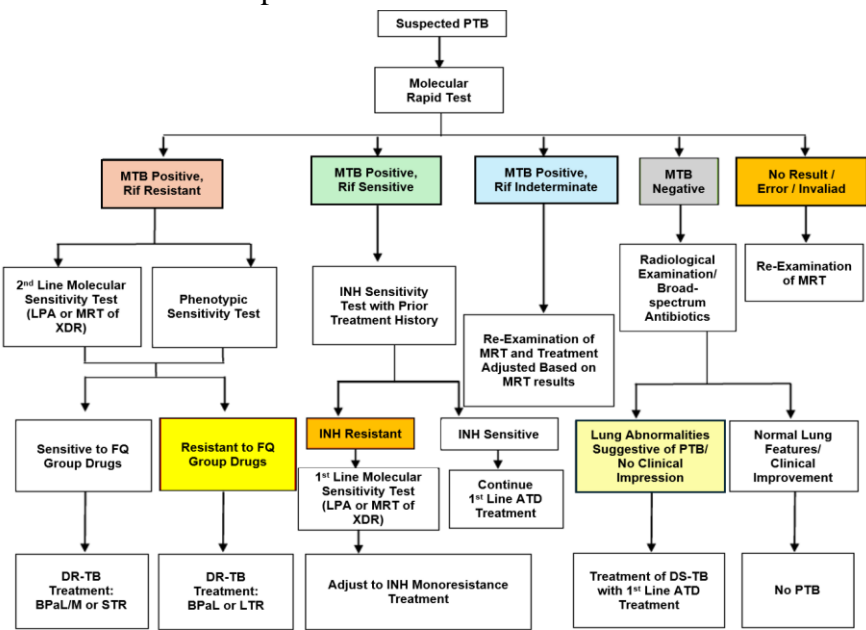 Suspected PTB
Molecular
Rapid Test
MTB Positive,
Rif Resistant
MTB Positive,
Rif Sensitive
MTB Positive,
Rif Indeterminate
MTB
Negative
No Result /
Error / Invaliad
2nd Line Molecular
Sensitivity Test
(LPA or MRT of
XDR)
Phenotypic
Sensitivity Test
INH Sensitivity
Test with Prior
Treatment History
Re-Examination of
MRT and Treatment
Adjusted Based on
MRT results
Radiological
Examination/
Broad-
spectrum
Antibiotics
Re-Examination
of MRT
Sensitive to FQ
Group Drugs
Resistant to FQ
Group Drugs
INH Resistant
INH Sensitive
Lung Abnormalities
Suggestive of PTB/
No Clinical
Impression
Normal Lung
Features/
Clinical
Improvement
1st Line Molecular
Sensitivity Test
(LPA or MRT of
XDR)
Continue
1st Line ATD
Treatment
DR-TB
Treatment:
BPaL/M or STR
DR-TB
Treatment:
BPaL or LTR
Adjust to INH Monoresistance
Treatment
Treatment of DS-TB
with 1st Line ATD
Treatment
No PTB